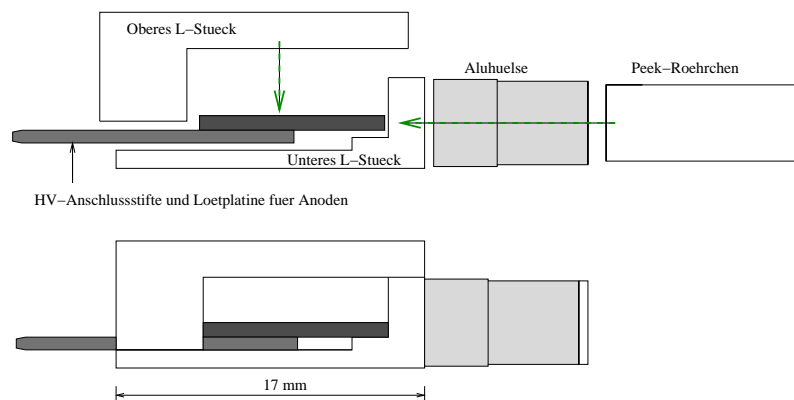 Oberes L−Stueck
Aluhuelse
Peek−Roehrchen
Unteres L−Stueck
HV−Anschlussstifte und Loetplatine fuer Anoden
17 mm